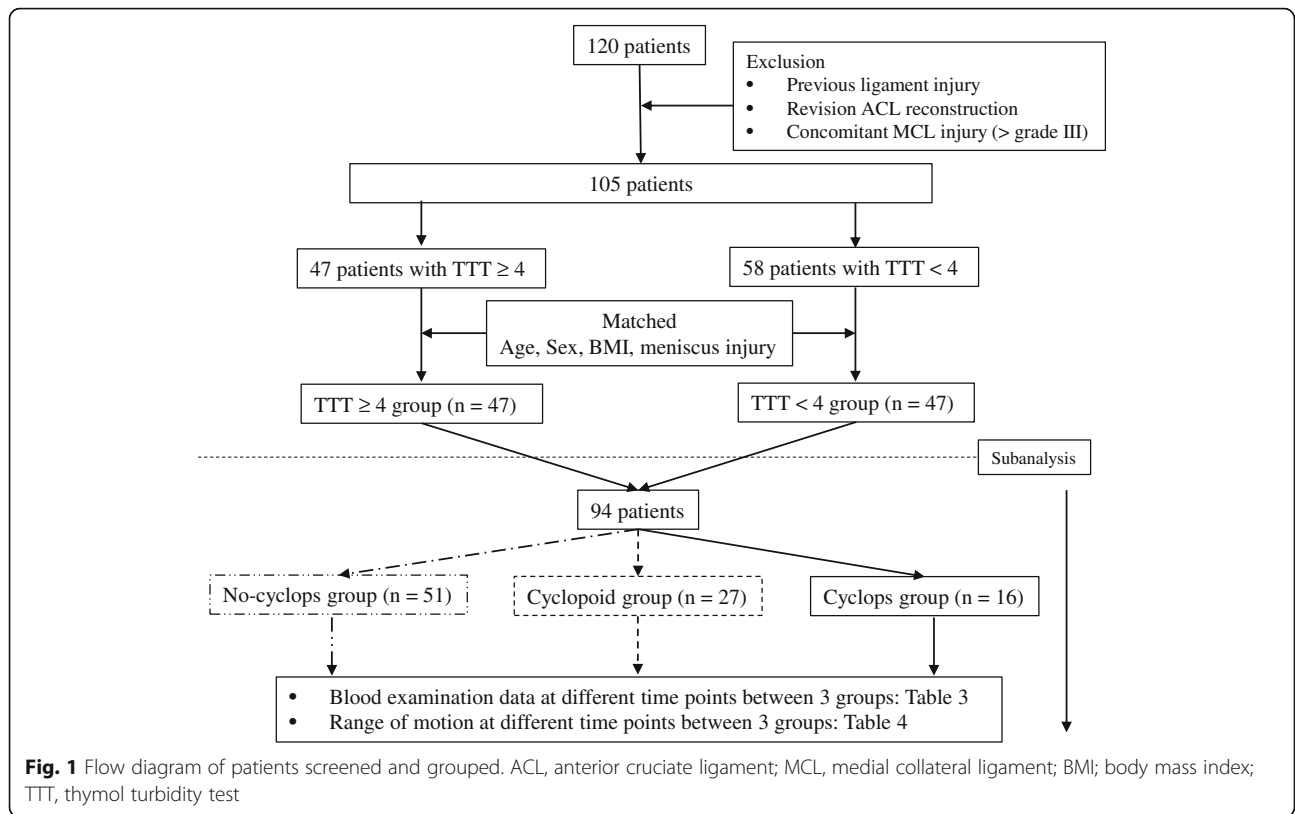 120 patients
Exclusion
• Previous ligament injury
• Revision ACL reconstruction
• Concomitant MCL injury (> grade III)
105 patients
47 patients with TTT ≥ 4
58 patients with TTT < 4
Matched
Age, Sex, BMI, meniscus injury
TTT ≥ 4 group (n = 47)
TTT < 4 group (n = 47)
Subanalysis
94 patients
No-cyclops group (n = 51)
Cyclopoid group (n = 27)
Cyclops group (n = 16)
• Blood examination data at different time points between 3 groups: Table 3
• Range of motion at different time points between 3 groups: Table 4
Fig. 1 Flow diagram of patients screened and grouped. ACL, anterior cruciate ligament; MCL, medial collateral ligament; BMI; body mass index;
TTT, thymol turbidity test